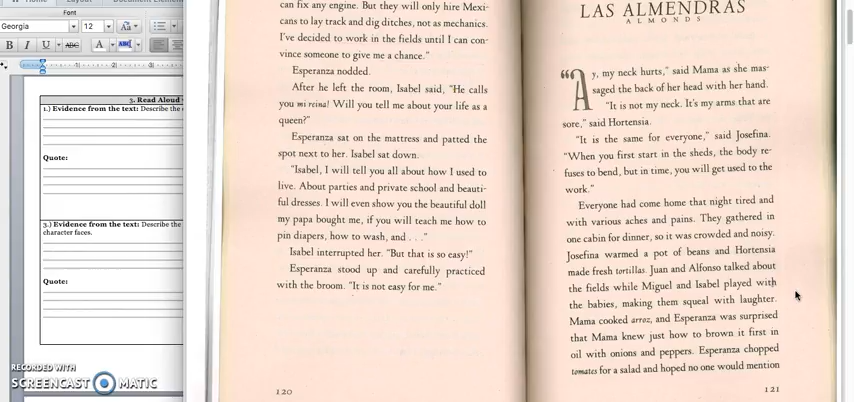 Font
Georgia
12
Aa
B I U ABC
A
ABC
3. Read Aloud
1.) Evidence from the text: Describe the
Quote:
3.) Evidence from the text: Describe the
character faces.
Quote:
RECORDED WITH
SCREENCAST MATIC
can fix any engine. But they will only hire Mexi-
cans to lay track and dig ditches, not as mechanics.
I've decided to work in the fields until I can con-
vince someone to give me a chance."
Esperanza nodded.
After he left the room, Isabel said, "He calls
you mi reina! Will you tell me about your life as a
queen?"
Esperanza sat on the mattress and patted the
spot next to her. Isabel sat down.
"Isabel, I will tell you all about how I used to
live. About parties and private school and beauti-
ful dresses. I will even show you the beautiful doll
my papa bought me, if you will teach me how to
pin diapers, how to wash, and . . ."
Isabel interrupted her. "But that is so easy!"
Esperanza stood up and carefully practiced
with the broom. "It is not easy for me."
120
LAS ALMENDRAS
ALMONDS
"Ay, my neck hurts," said Mama as she mas-
saged the back of her head with her hand.
"It is not my neck. It's my arms that are
sore," said Hortensia.
"It is the same for everyone," said Josefina.
"When you first start in the sheds, the body re-
fuses to bend, but in time, you will get used to the
work."
Everyone had come home that night tired and
with various aches and pains. They gathered in
one cabin for dinner, so it was crowded and noisy.
Josefina warmed a pot of beans and Hortensia
made fresh tortillas. Juan and Alfonso talked about
the fields while Miguel and Isabel played with
the babies, making them squeal with laughter.
Mama cooked arroz, and Esperanza was surprised
that Mama knew just how to brown it first in
oil with onions and peppers. Esperanza chopped
tomates for a salad and hoped no one would mention
121